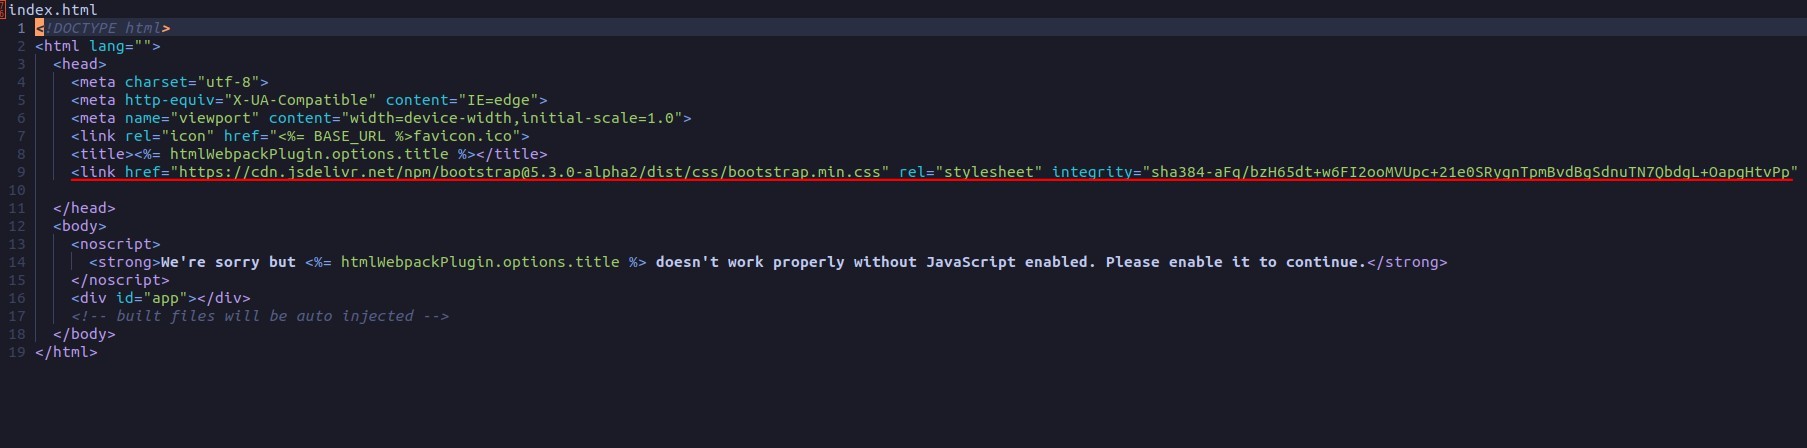 index.html
1 <!DOCTYPE html>
2 <html lang="">
3 <head>
4 <meta charset="utf-8">
5 <meta http-equiv="X-UA-Compatible" content="IE=edge">
6 <meta name="viewport" content="width=device-width,initial-scale=1.0">
7 <link rel="icon" href="<%= BASE_URL %>favicon.ico">
8 <title><%= htmlWebpackPlugin.options.title %></title>
9 <link href="https://cdn.jsdelivr.net/npm/bootstrap@5.3.0-alpha2/dist/css/bootstrap.min.css" rel="stylesheet" integrity="sha384-aFq/bzH65dt+w6FI2ooMVUpc+21e0SRygnTpmBvdBgSdnuTN7QbdgL+OapgHtvPp"
10
11 </head>
12 <body>
13 <noscript>
14 <strong>We're sorry but <%= htmlWebpackPlugin.options.title %> doesn't work properly without JavaScript enabled. Please enable it to continue.</strong>
15 </noscript>
16 <div id="app"></div>
17 <!-- built files will be auto injected -->
18 </body>
19 </html>